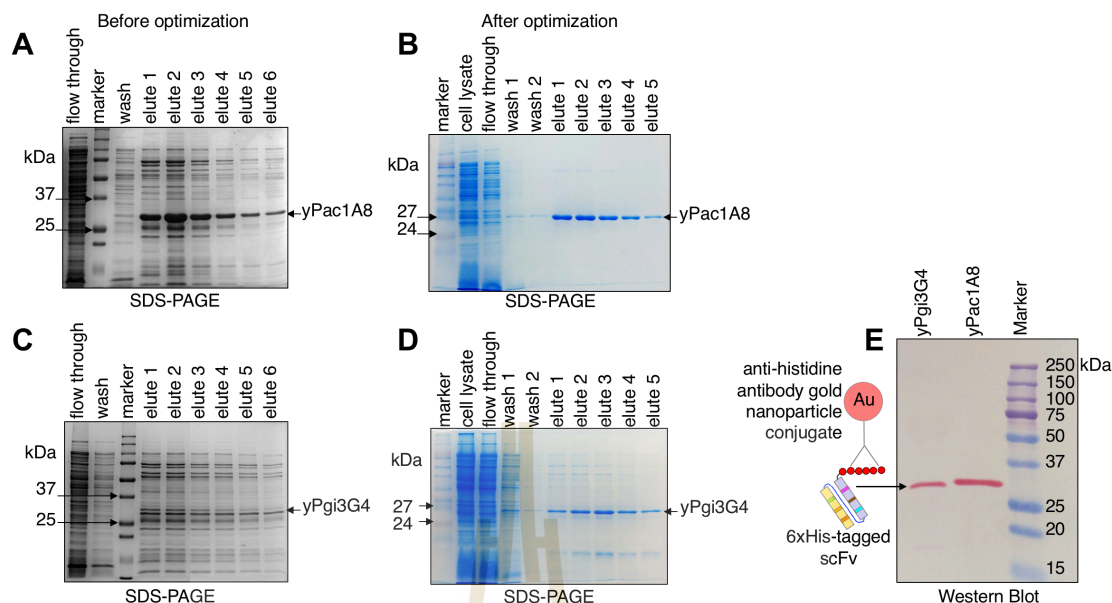 Before optimization
After optimization
A
flow through
marker
wash
elute 1
elute 2
elute 3
elute 4
elute 5
elute 6
kDa
37
25
yPac1A8
SDS-PAGE
B
marker
cell lysate
flow through
wash 1
wash 2
elute 1
elute 2
elute 3
elute 4
elute 5
kDa
27
24
yPac1A8
SDS-PAGE
C
flow through
wash
marker
elute 1
elute 2
elute 3
elute 4
elute 5
elute 6
kDa
37
25
yPgi3G4
SDS-PAGE
D
marker
cell lysate
flow through
wash 1
wash 2
elute 1
elute 2
elute 3
elute 4
elute 5
kDa
27
24
yPgi3G4
SDS-PAGE
E
yPgi3G4
yPac1A8
Marker
250 kDa
150
100
75
50
37
25
20
15
anti-histidine
antibody gold
nanoparticle
conjugate
Au
6xHis-tagged
scFv
Western Blot